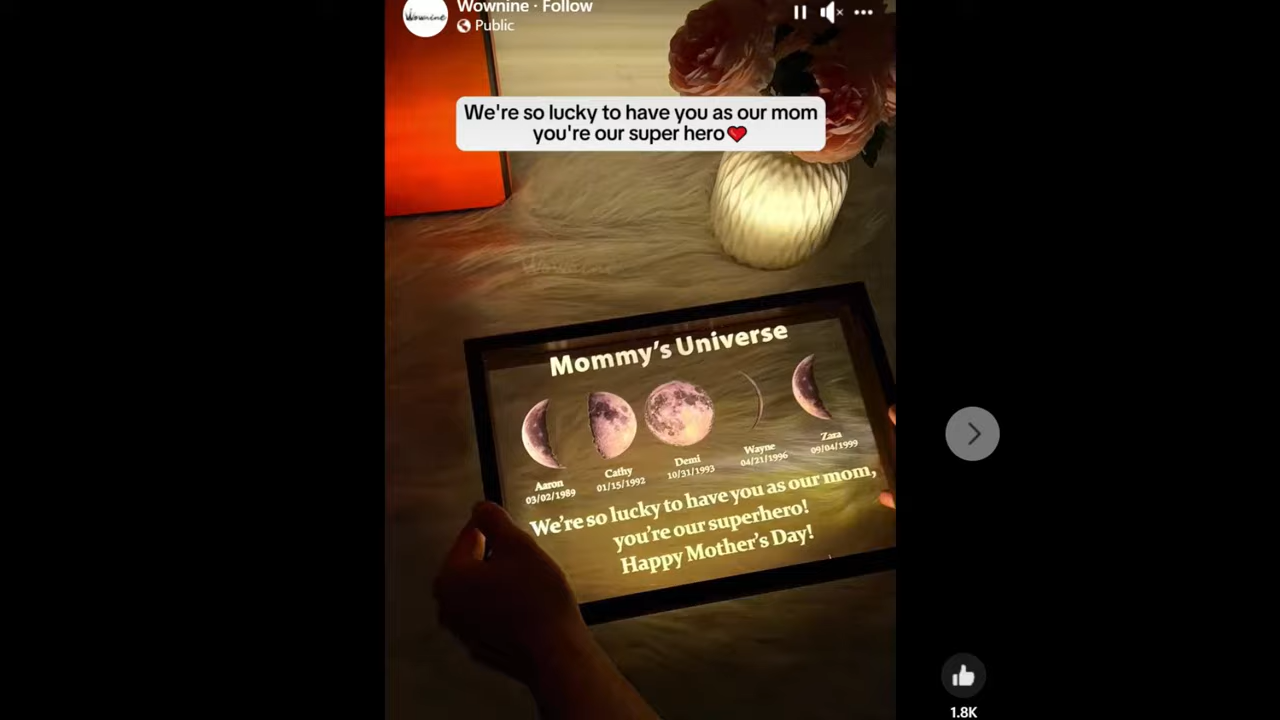 Wownine
Wownine · Follow
Public
We're so lucky to have you as our mom
you're our super hero❤️
Wownine
Mommy's Universe
Aaron
03/02/1989
Cathy
01/15/1992
Demi
10/31/1993
Wayne
04/21/1996
Zara
09/04/1999
We're so lucky to have you as our mom,
you're our superhero!
Happy Mother's Day!
1.8K